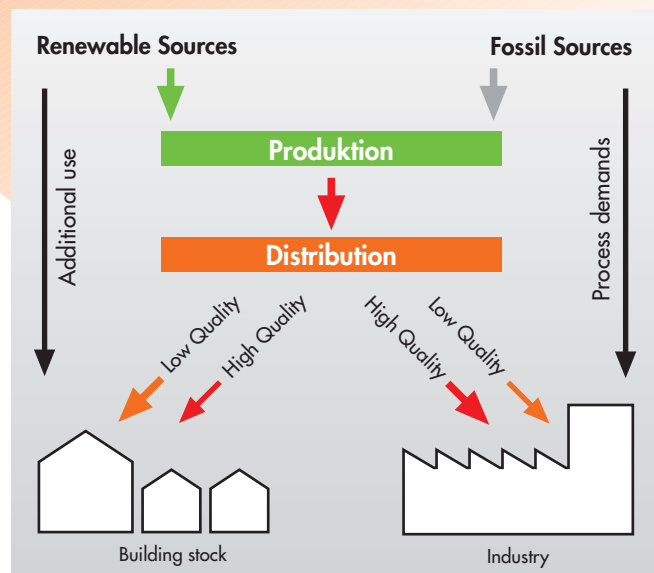 Renewable Sources
Fossil Sources
Produktion
Additional use
Process demands
Distribution
Low Quality
High Quality
High Quality
Low Quality
Building stock
Industry